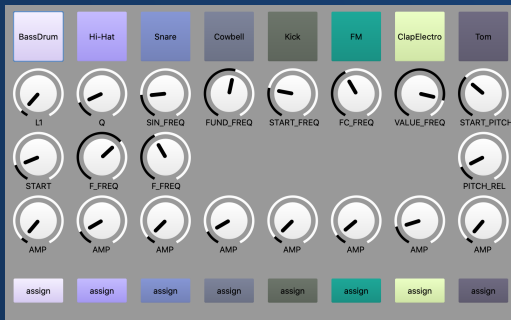 BassDrum Hi-Hat Snare Cowbell Kick FM ClapElectro Tom
L1 Q SIN_FREQ FUND_FREQ START_FREQ FC_FREQ VALUE_FREQ START_PITCH
START F_FREQ F_FREQ PITCH_REL
AMP AMP AMP AMP AMP AMP AMP AMP
assign assign assign assign assign assign assign assign